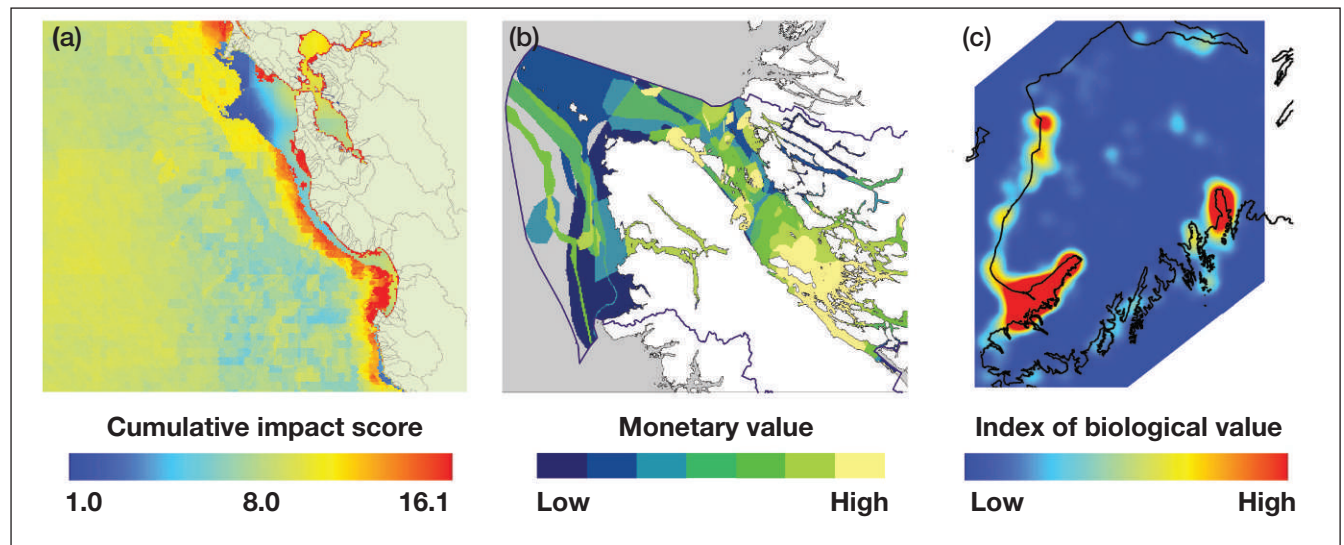 (a)
(b)
(c)
Cumulative impact score
1.0 8.0 16.1
Monetary value
Low High
Index of biological value
Low High